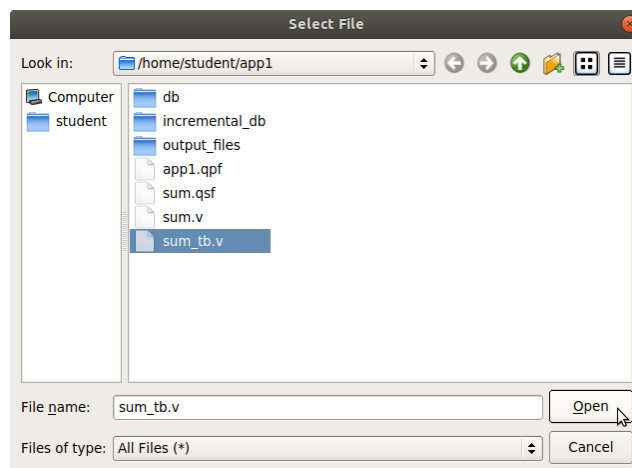 Select File
Look in: /home/student/app1
Computer
student
db
incremental_db
output_files
app1.qpf
sum.qsf
sum.v
sum_tb.v
File name: sum_tb.v Open
Files of type: All Files (*) Cancel